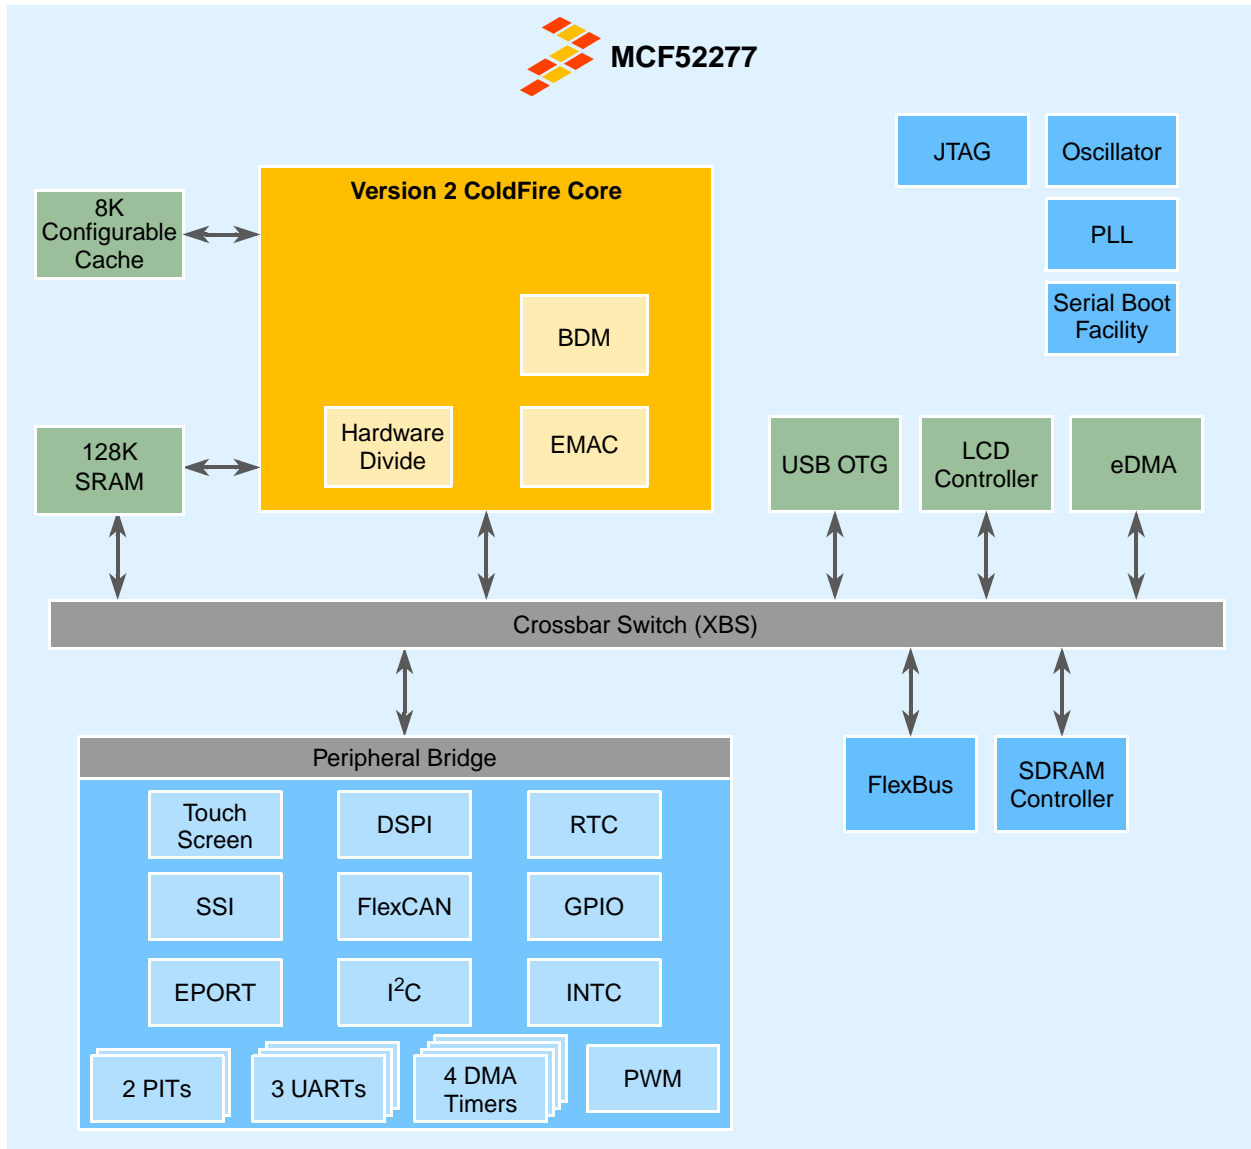 MCF52277
JTAG
Oscillator
PLL
Serial Boot
Facility
Version 2 ColdFire Core
8K
Configurable
Cache
BDM
Hardware
Divide
EMAC
128K
SRAM
USB OTG
LCD
Controller
eDMA
Crossbar Switch (XBS)
Peripheral Bridge
FlexBus
SDRAM
Controller
Touch
Screen
DSPI
RTC
SSI
FlexCAN
GPIO
EPORT
I²C
INTC
2 PITs
3 UARTs
4 DMA
Timers
PWM